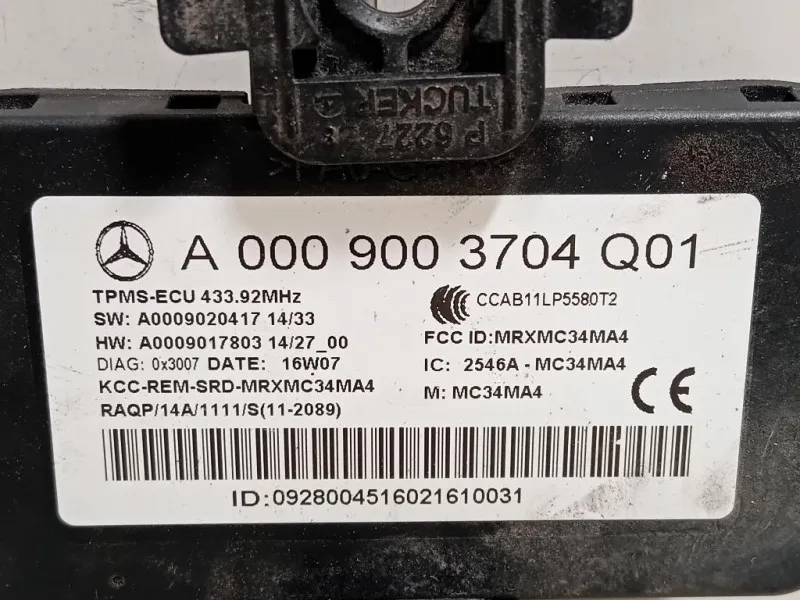 TUCKER
P 6227
A 000 900 3704 Q01
TPMS-ECU 433.92MHz
SW: A0009020417 14/33
HW: A0009017803 14/27_00
DIAG: 0x3007 DATE: 16W07
KCC-REM-SRD-MRXMC34MA4
RAQP/14A/1111/S(11-2089)
CCAB11LP5580T2
FCC ID:MRXMC34MA4
IC: 2546A - MC34MA4
M: MC34MA4
CE
ID:0928004516021610031